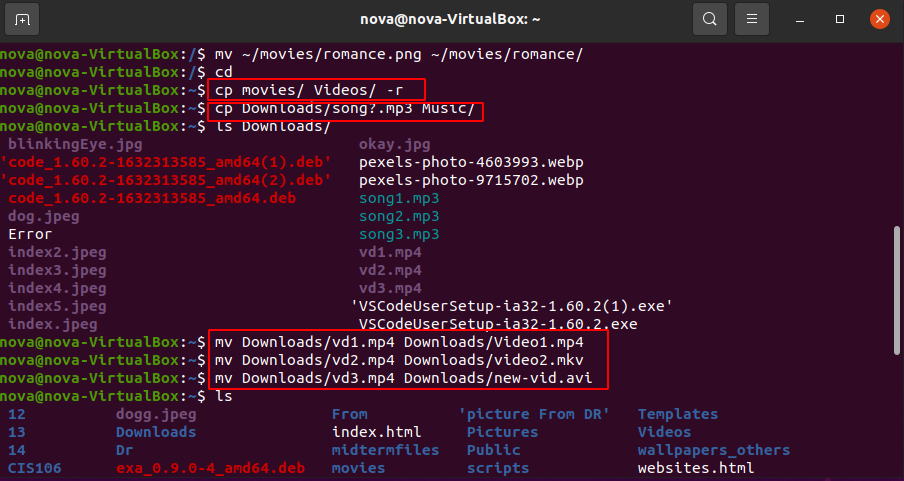 nova@nova-VirtualBox: ~
nova@nova-VirtualBox:/$ mv ~/movies/romance.png ~/movies/romance/
nova@nova-VirtualBox:/$ cd
nova@nova-VirtualBox:~$ cp movies/ Videos/ -r
nova@nova-VirtualBox:~$ cp Downloads/song?.mp3 Music/
nova@nova-VirtualBox:~$ ls Downloads/
blinkingEye.jpg okay.jpg
'code_1.60.2-1632313585_amd64(1).deb' pexels-photo-4603993.webp
'code_1.60.2-1632313585_amd64(2).deb' pexels-photo-9715702.webp
code_1.60.2-1632313585_amd64.deb song1.mp3
dog.jpeg song2.mp3
Error song3.mp3
index2.jpeg vd1.mp4
index3.jpeg vd2.mp4
index4.jpeg vd3.mp4
index5.jpeg 'VSCodeUserSetup-ia32-1.60.2(1).exe'
index.jpeg VSCodeUserSetup-ia32-1.60.2.exe
nova@nova-VirtualBox:~$ mv Downloads/vd1.mp4 Downloads/Video1.mp4
nova@nova-VirtualBox:~$ mv Downloads/vd2.mp4 Downloads/video2.mkv
nova@nova-VirtualBox:~$ mv Downloads/vd3.mp4 Downloads/new-vid.avi
nova@nova-VirtualBox:~$ ls
12 dogg.jpeg From 'picture From DR' Templates
13 Downloads index.html Pictures Videos
14 Dr midtermfiles Public wallpapers_others
CIS106 exa_0.9.0-4_amd64.deb movies scripts websites.html